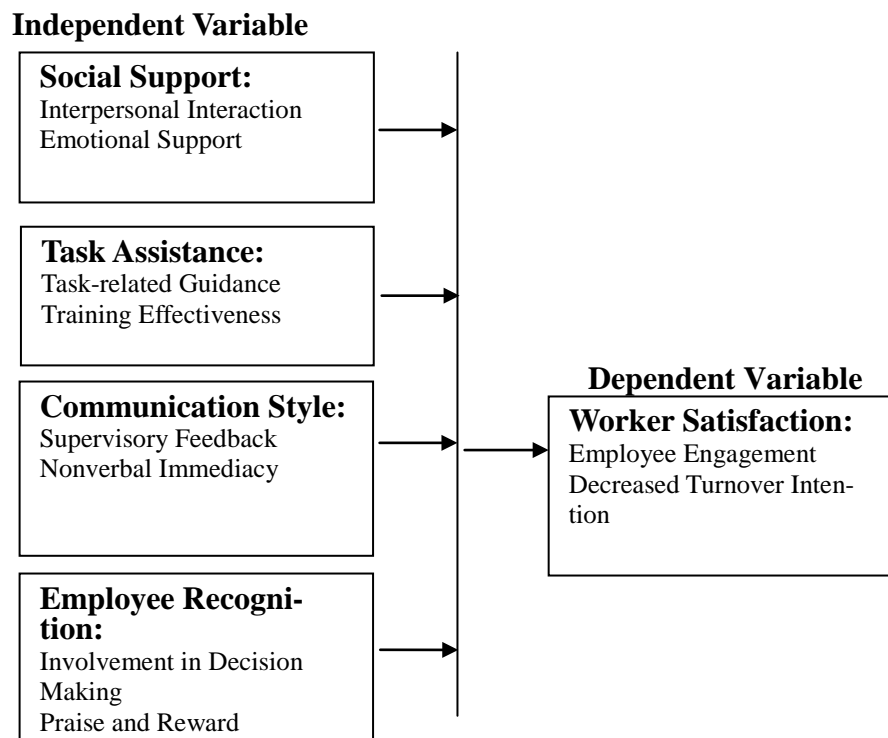 Independent Variable
Social Support:
Interpersonal Interaction
Emotional Support
Task Assistance:
Task-related Guidance
Training Effectiveness
Communication Style:
Supervisory Feedback
Nonverbal Immediacy
Employee Recogni-
tion:
Involvement in Decision
Making
Praise and Reward
Dependent Variable
Worker Satisfaction:
Employee Engagement
Decreased Turnover Inten-
tion